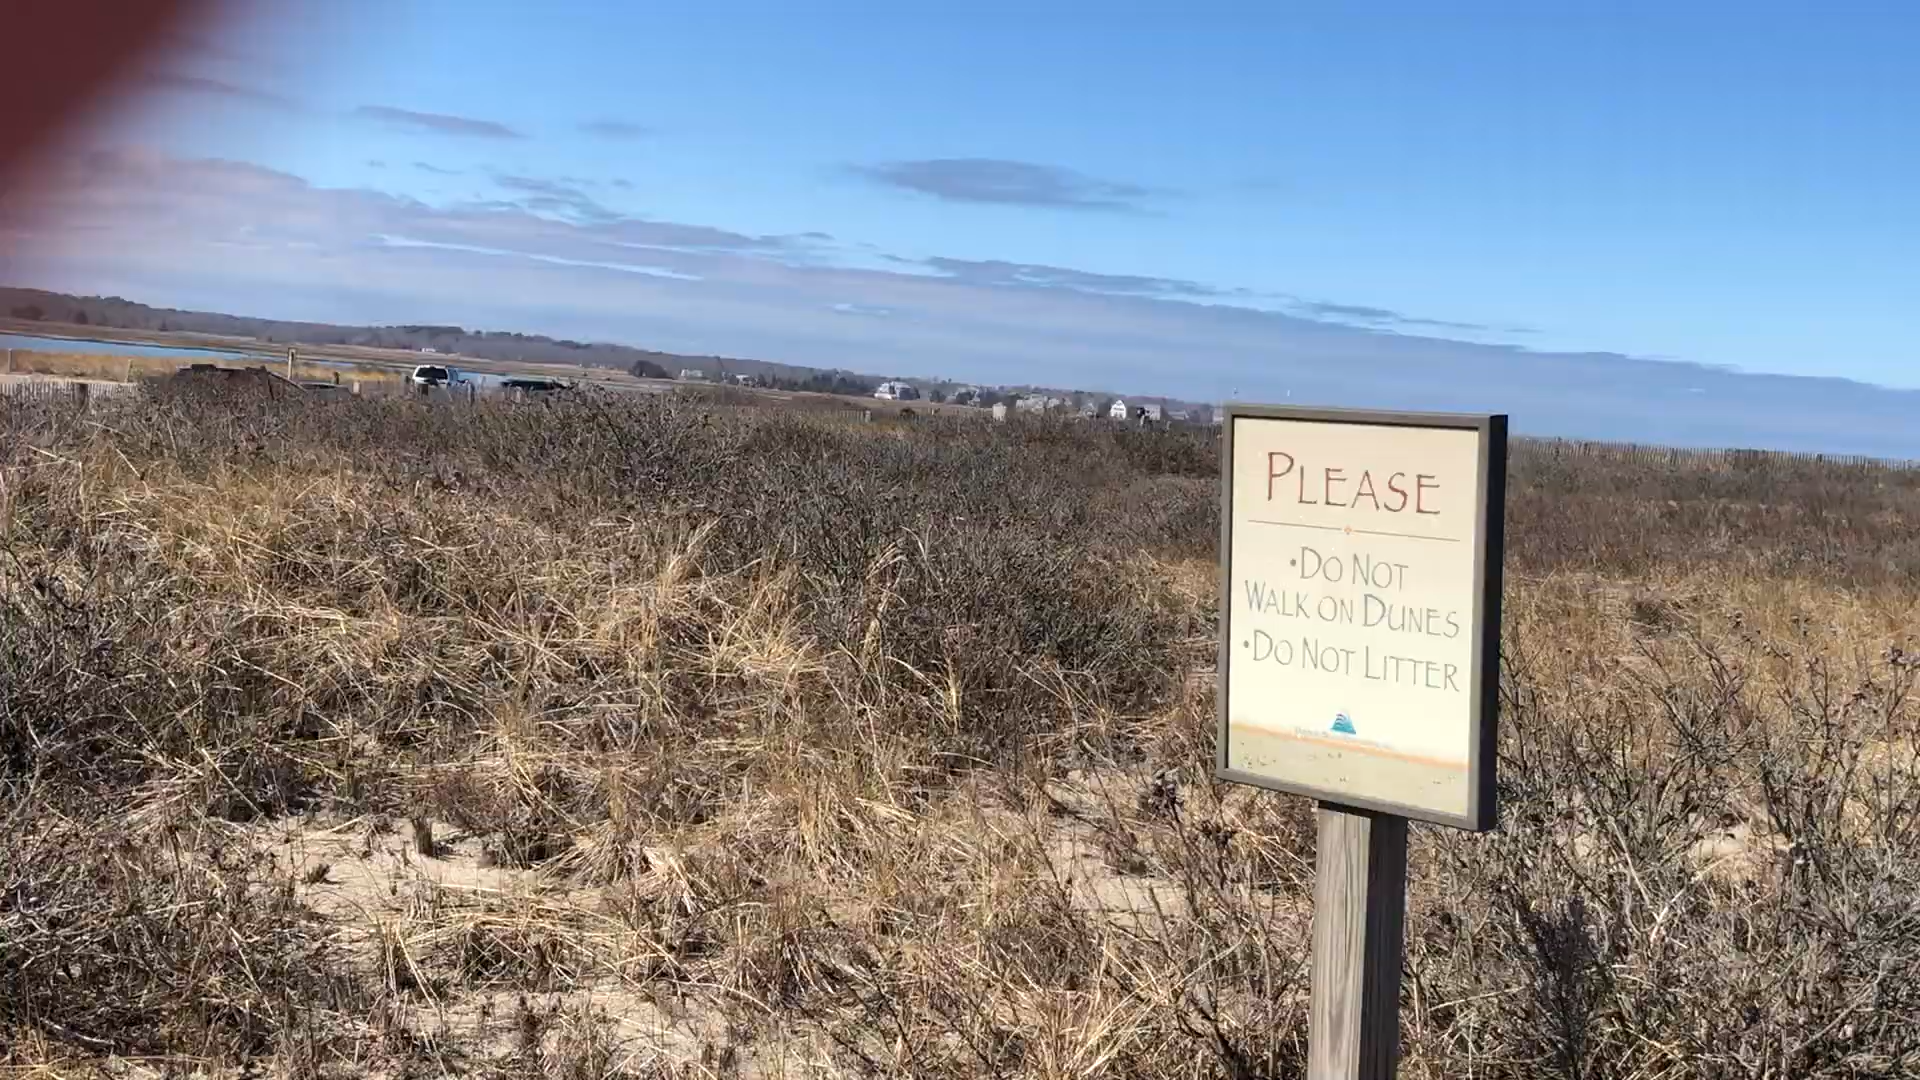 PLEASE
•DO NOT
WALK ON DUNES
•DO NOT LITTER